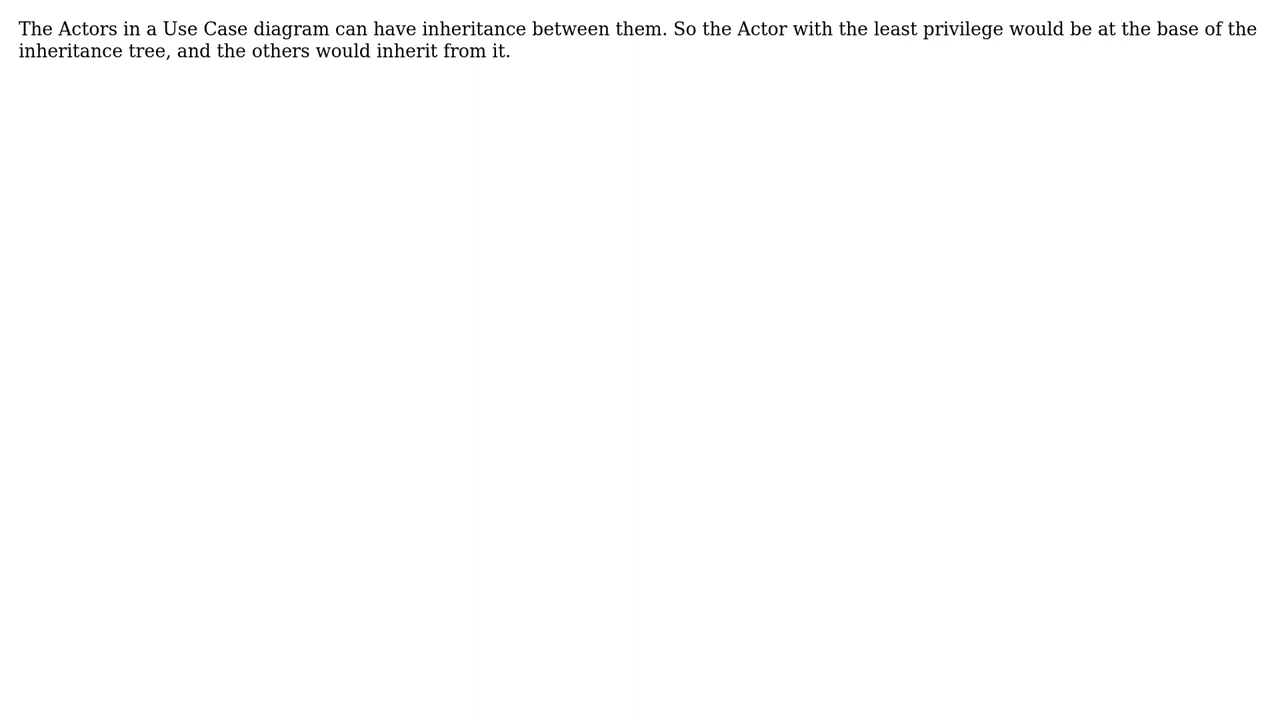 The Actors in a Use Case diagram can have inheritance between them. So the Actor with the least privilege would be at the base of the
inheritance tree, and the others would inherit from it.